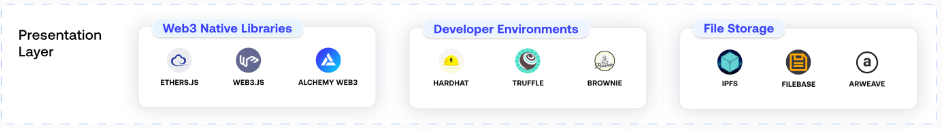 Presentation
Layer
Web3 Native Libraries
ETHERS.JS
WEB3.JS
ALCHEMY WEB3
Developer Environments
HARDHAT
TRUFFLE
BROWNIE
File Storage
IPFS
FILEBASE
ARWEAVE